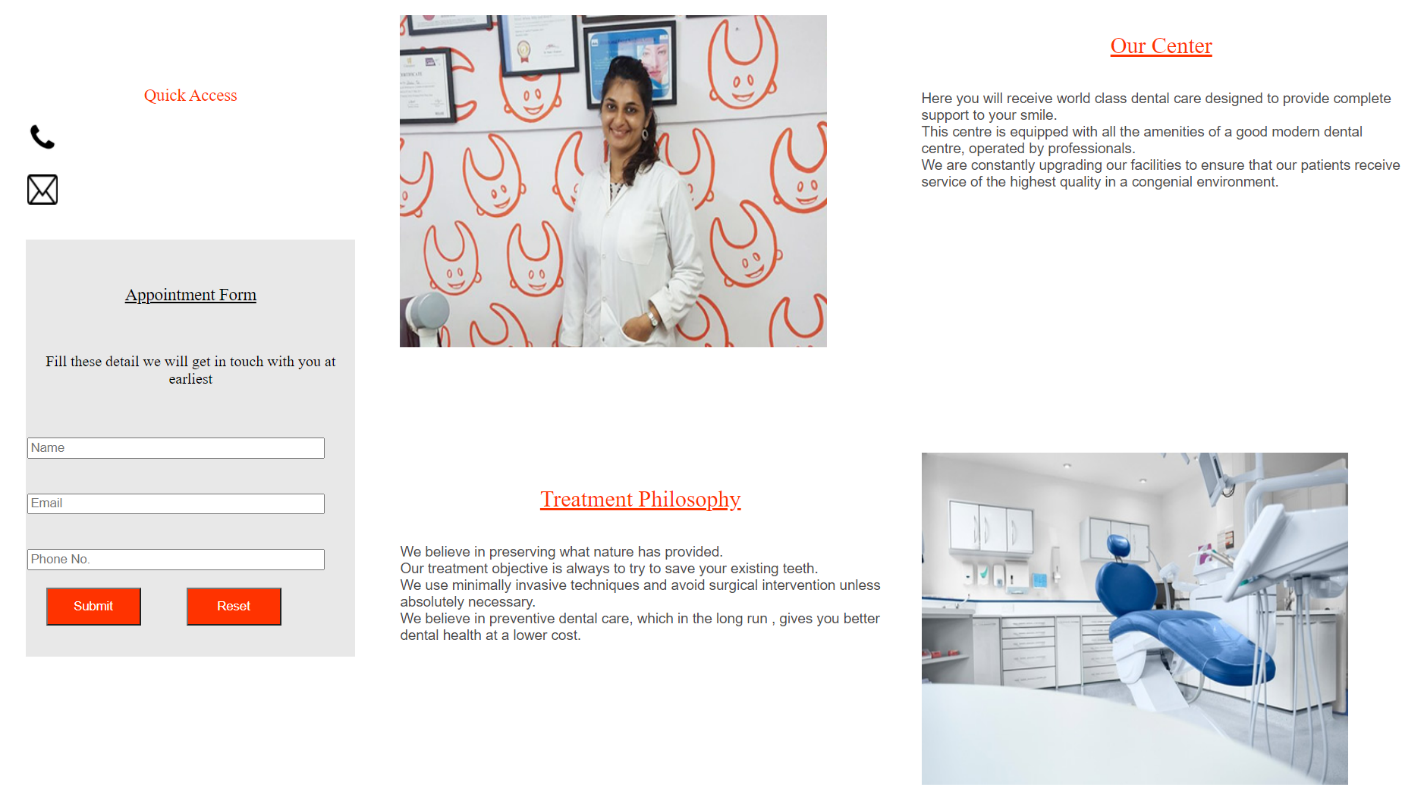 Quick Access
Appointment Form
Fill these detail we will get in touch with you at
earliest
Name
Email
Phone No.
Submit
Reset
Our Center
Here you will receive world class dental care designed to provide complete
support to your smile.
This centre is equipped with all the amenities of a good modern dental
centre, operated by professionals.
We are constantly upgrading our facilities to ensure that our patients receive
service of the highest quality in a congenial environment.
Treatment Philosophy
We believe in preserving what nature has provided.
Our treatment objective is always to try to save your existing teeth.
We use minimally invasive techniques and avoid surgical intervention unless
absolutely necessary.
We believe in preventive dental care, which in the long run , gives you better
dental health at a lower cost.